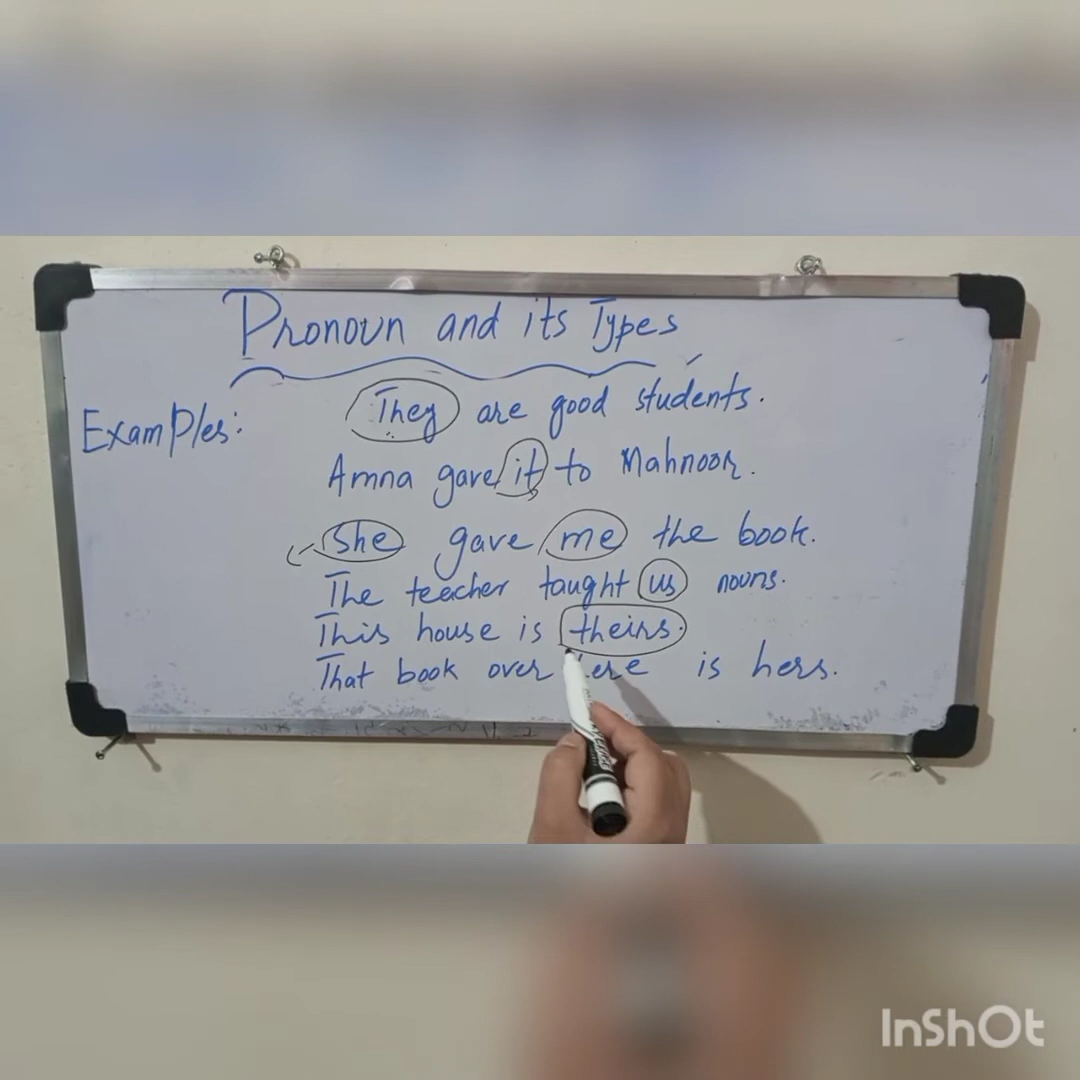 Pronoun and its Types
Examples:
They are good students.
Amna gave it to Mahnoor.
She gave me the book.
The teacher taught us nouns.
This house is theirs.
That book over is hers.
InShOt